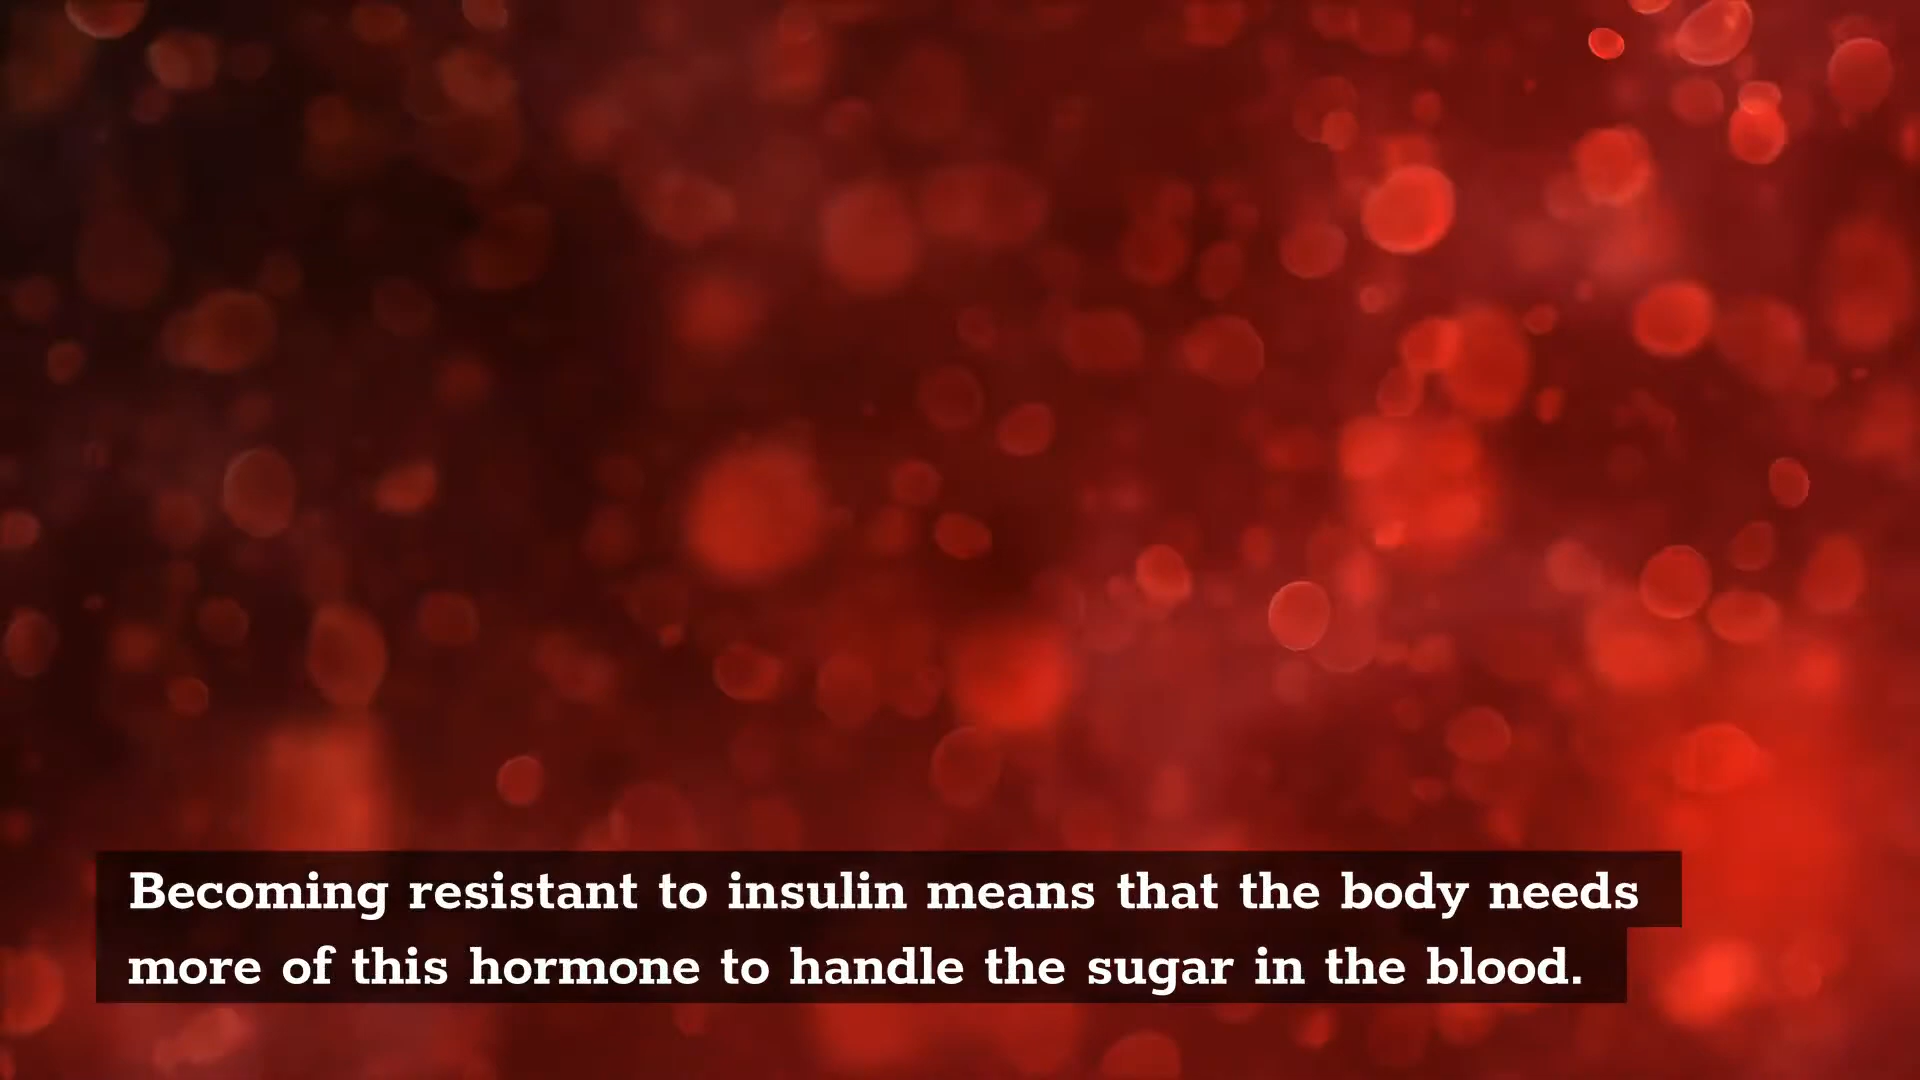 Becoming resistant to insulin means that the body needs
more of this hormone to handle the sugar in the blood.